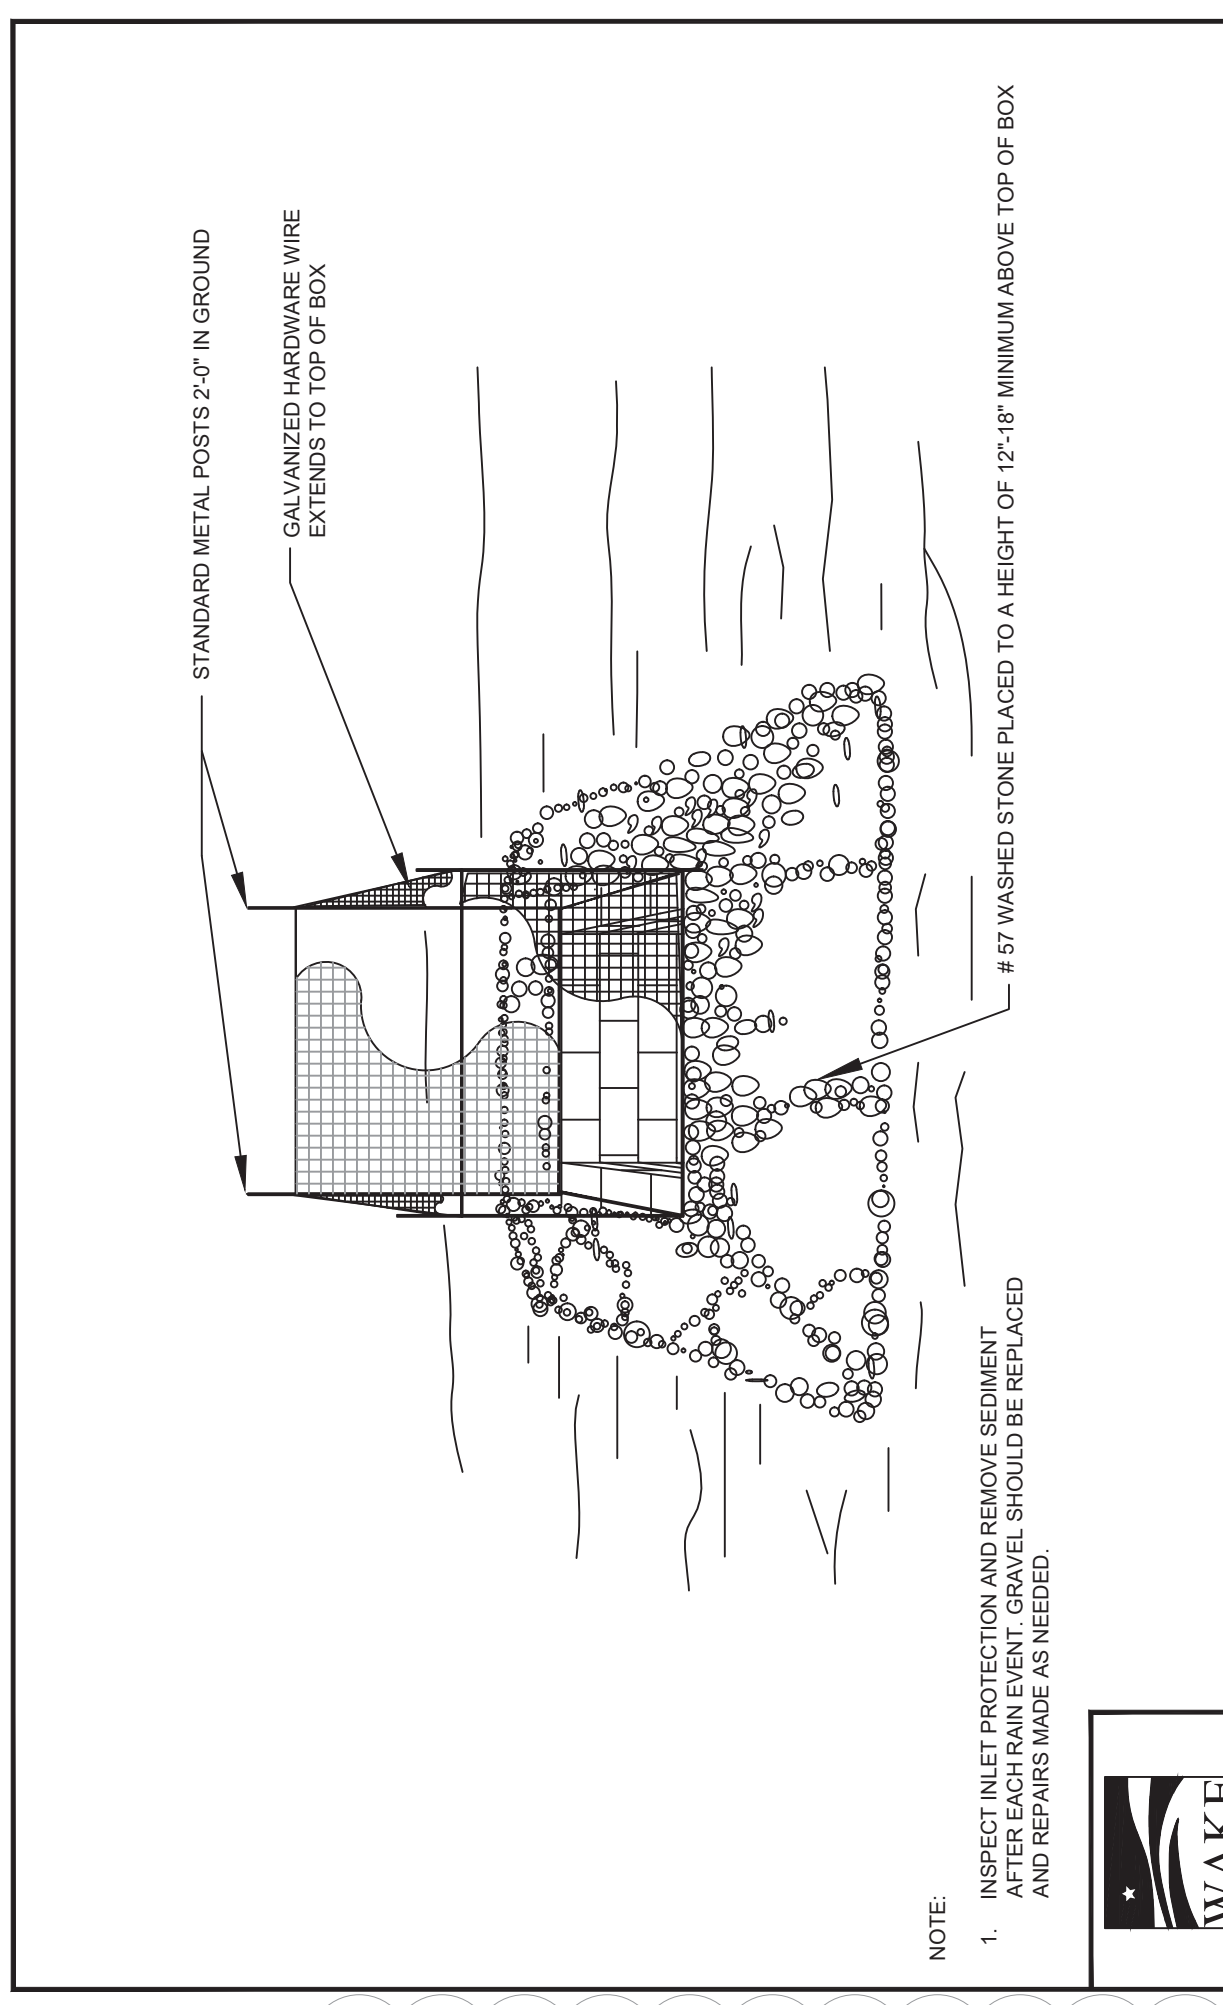 STANDARD METAL POSTS 2'-0" IN GROUND
GALVANIZED HARDWARE WIRE
EXTENDS TO TOP OF BOX
# 57 WASHED STONE PLACED TO A HEIGHT OF 12"-18" MINIMUM ABOVE TOP OF BOX
NOTE:
1. INSPECT INLET PROTECTION AND REMOVE SEDIMENT
AFTER EACH RAIN EVENT. GRAVEL SHOULD BE REPLACED
AND REPAIRS MADE AS NEEDED.
WAKE